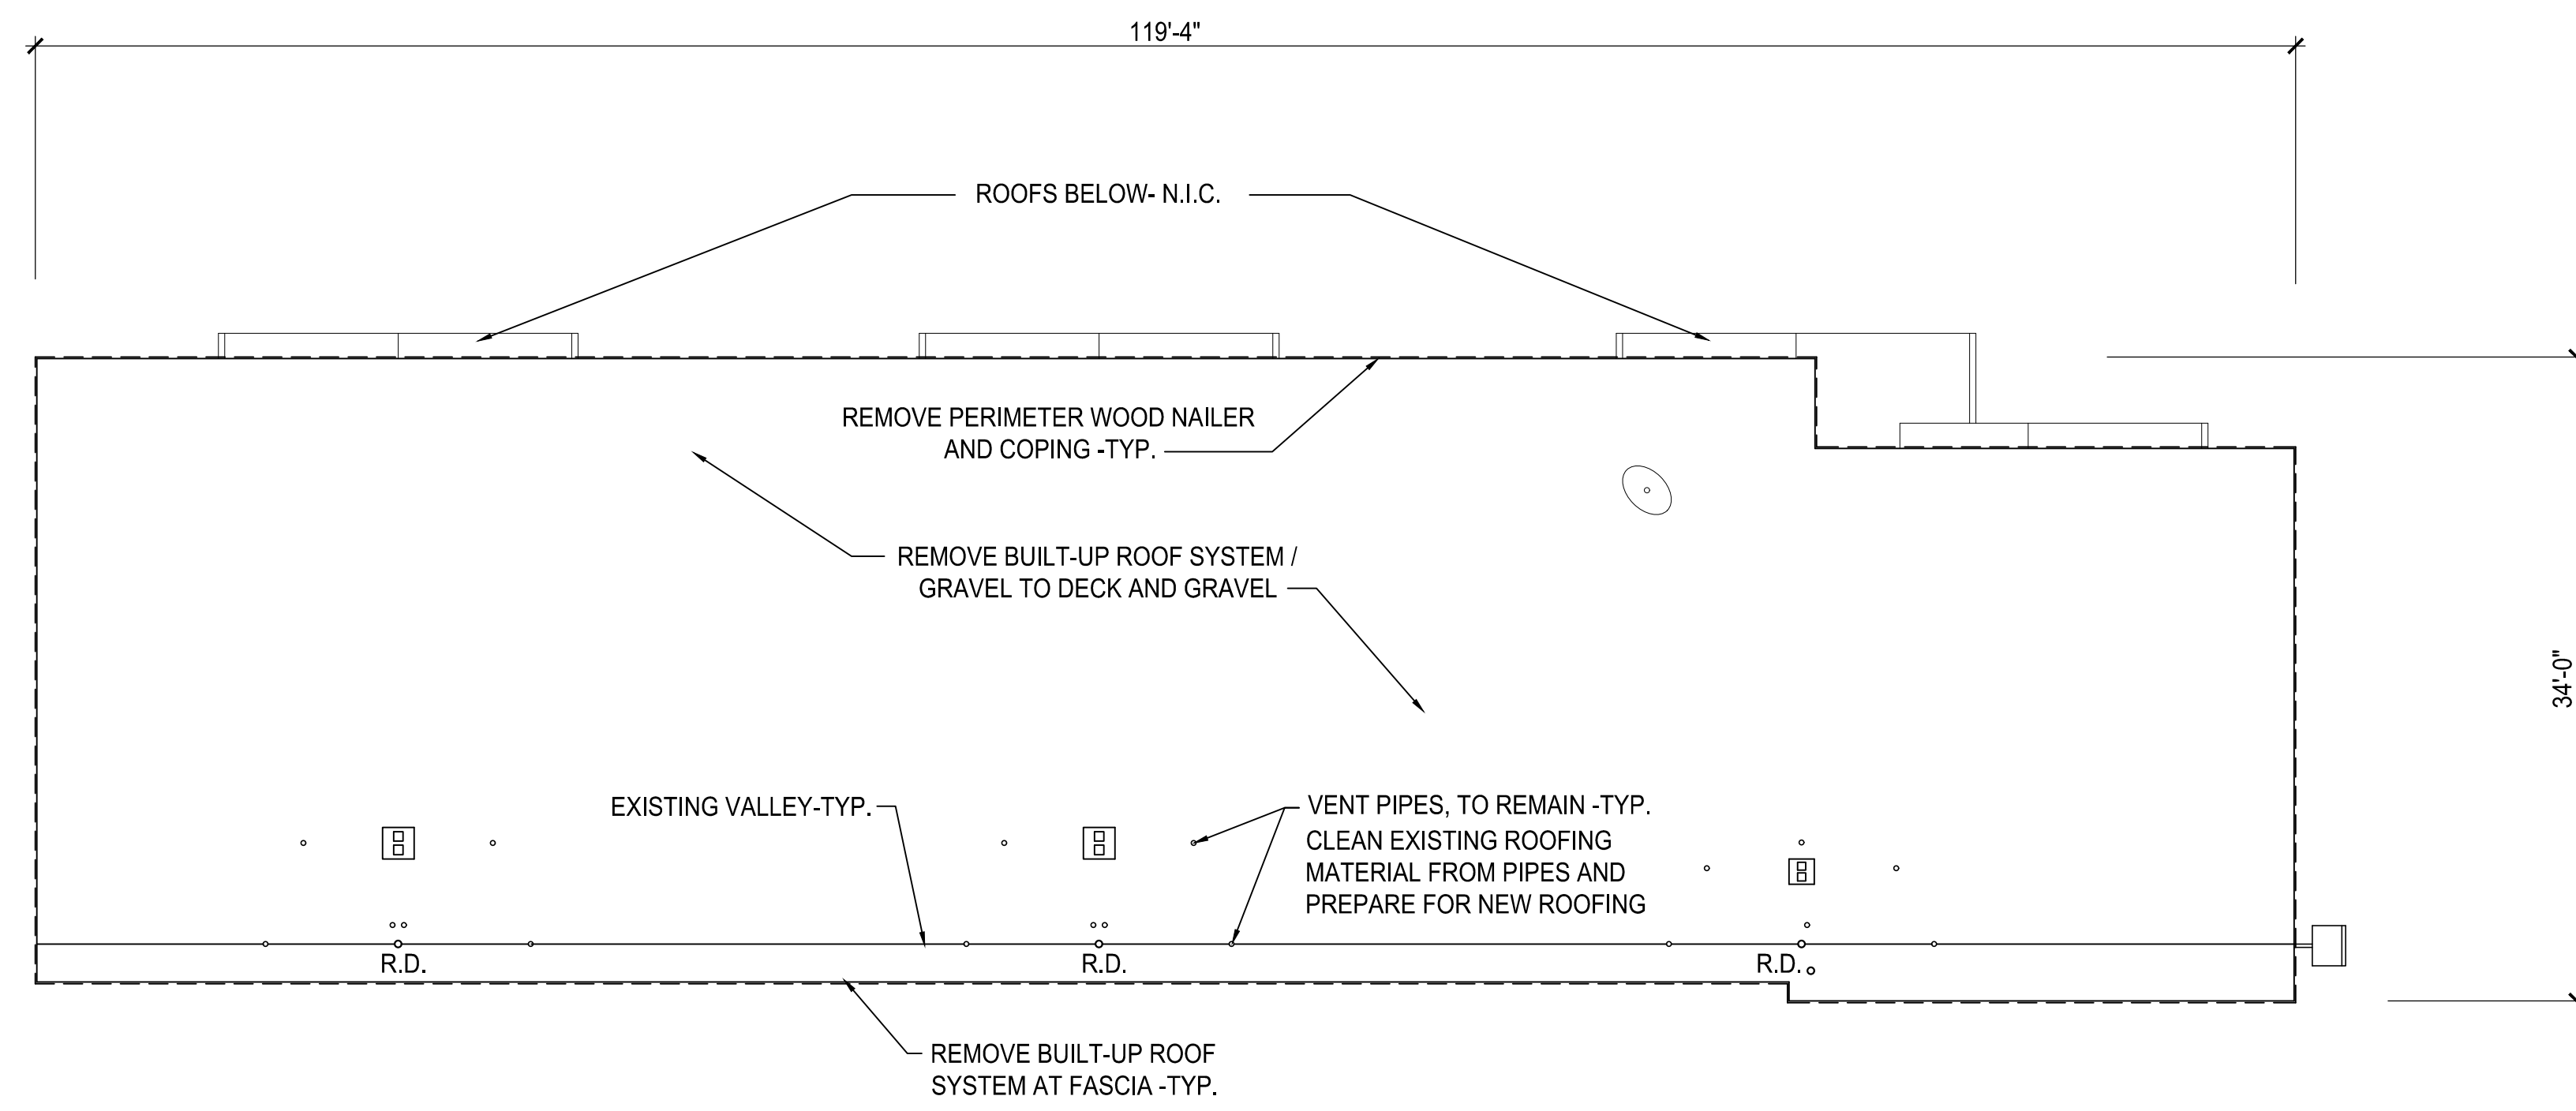 119'-4"
ROOFS BELOW- N.I.C.
REMOVE PERIMETER WOOD NAILER
AND COPING -TYP.
REMOVE BUILT-UP ROOF SYSTEM /
GRAVEL TO DECK AND GRAVEL
34'-0"
EXISTING VALLEY-TYP.
VENT PIPES, TO REMAIN -TYP.
CLEAN EXISTING ROOFING
MATERIAL FROM PIPES AND
PREPARE FOR NEW ROOFING
R.D.
R.D.
R.D.
REMOVE BUILT-UP ROOF
SYSTEM AT FASCIA -TYP.